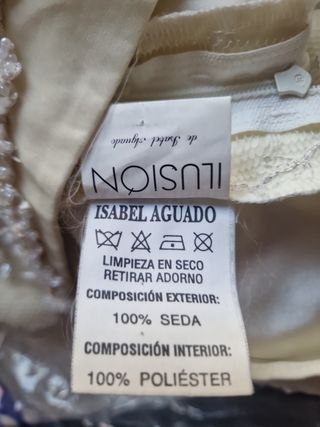 ILUSIÓN
de Isabel Aguado
ISABEL AGUADO
LIMPIEZA EN SECO
RETIRAR ADORNO
COMPOSICIÓN EXTERIOR:
100% SEDA
COMPOSICIÓN INTERIOR:
100% POLIÉSTER